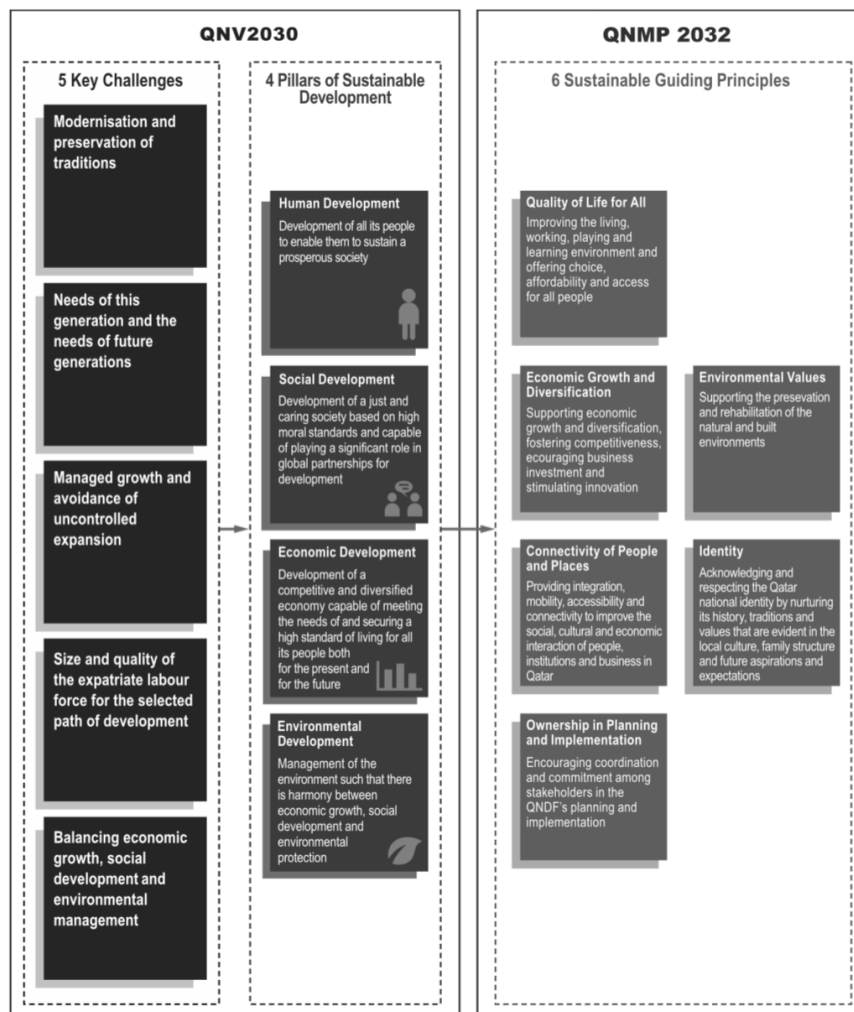 QNV2030
5 Key Challenges
Modernisation and
preservation of
traditions
Needs of this
generation and the
needs of future
generations
Managed growth and
avoidance of
uncontrolled
expansion
Size and quality of
the expatriate labour
force for the selected
path of development
Balancing economic
growth, social
development and
environmental
management
4 Pillars of Sustainable
Development
Human Development
Development of all its people
to enable them to sustain a
prosperous society
Social Development
Development of a just and
caring society based on high
moral standards and capable
of playing a significant role in
global partnerships for
development
Economic Development
Development of a
competitive and diversified
economy capable of meeting
the needs of and securing a
high standard of living for all
its people both
for the present and
for the future
Environmental
Development
Management of the
environment such that there
is harmony between
economic growth, social
development and
environmental
protection
QNMP 2032
6 Sustainable Guiding Principles
Quality of Life for All
Improving the living,
working, playing and
learning environment and
offering choice,
affordability and access
for all people
Economic Growth and
Diversification
Supporting economic
growth and diversification,
fostering competitiveness,
ecouraging business
investment and
stimulating innovation
Environmental Values
Supporting the presevation
and rehabilitation of the
natural and built
environments
Connectivity of People
and Places
Providing integration,
mobility, accessibility and
connectivity to improve the
social, cultural and economic
interaction of people,
institutions and business in
Qatar
Identity
Acknowledging and
respecting the Qatar
national identity by nurturing
its history, traditions and
values that are evident in the
local culture, family structure
and future aspirations and
expectations
Ownership in Planning
and Implementation
Encouraging coordination
and commitment among
stakeholders in the
QNDF's planning and
implementation